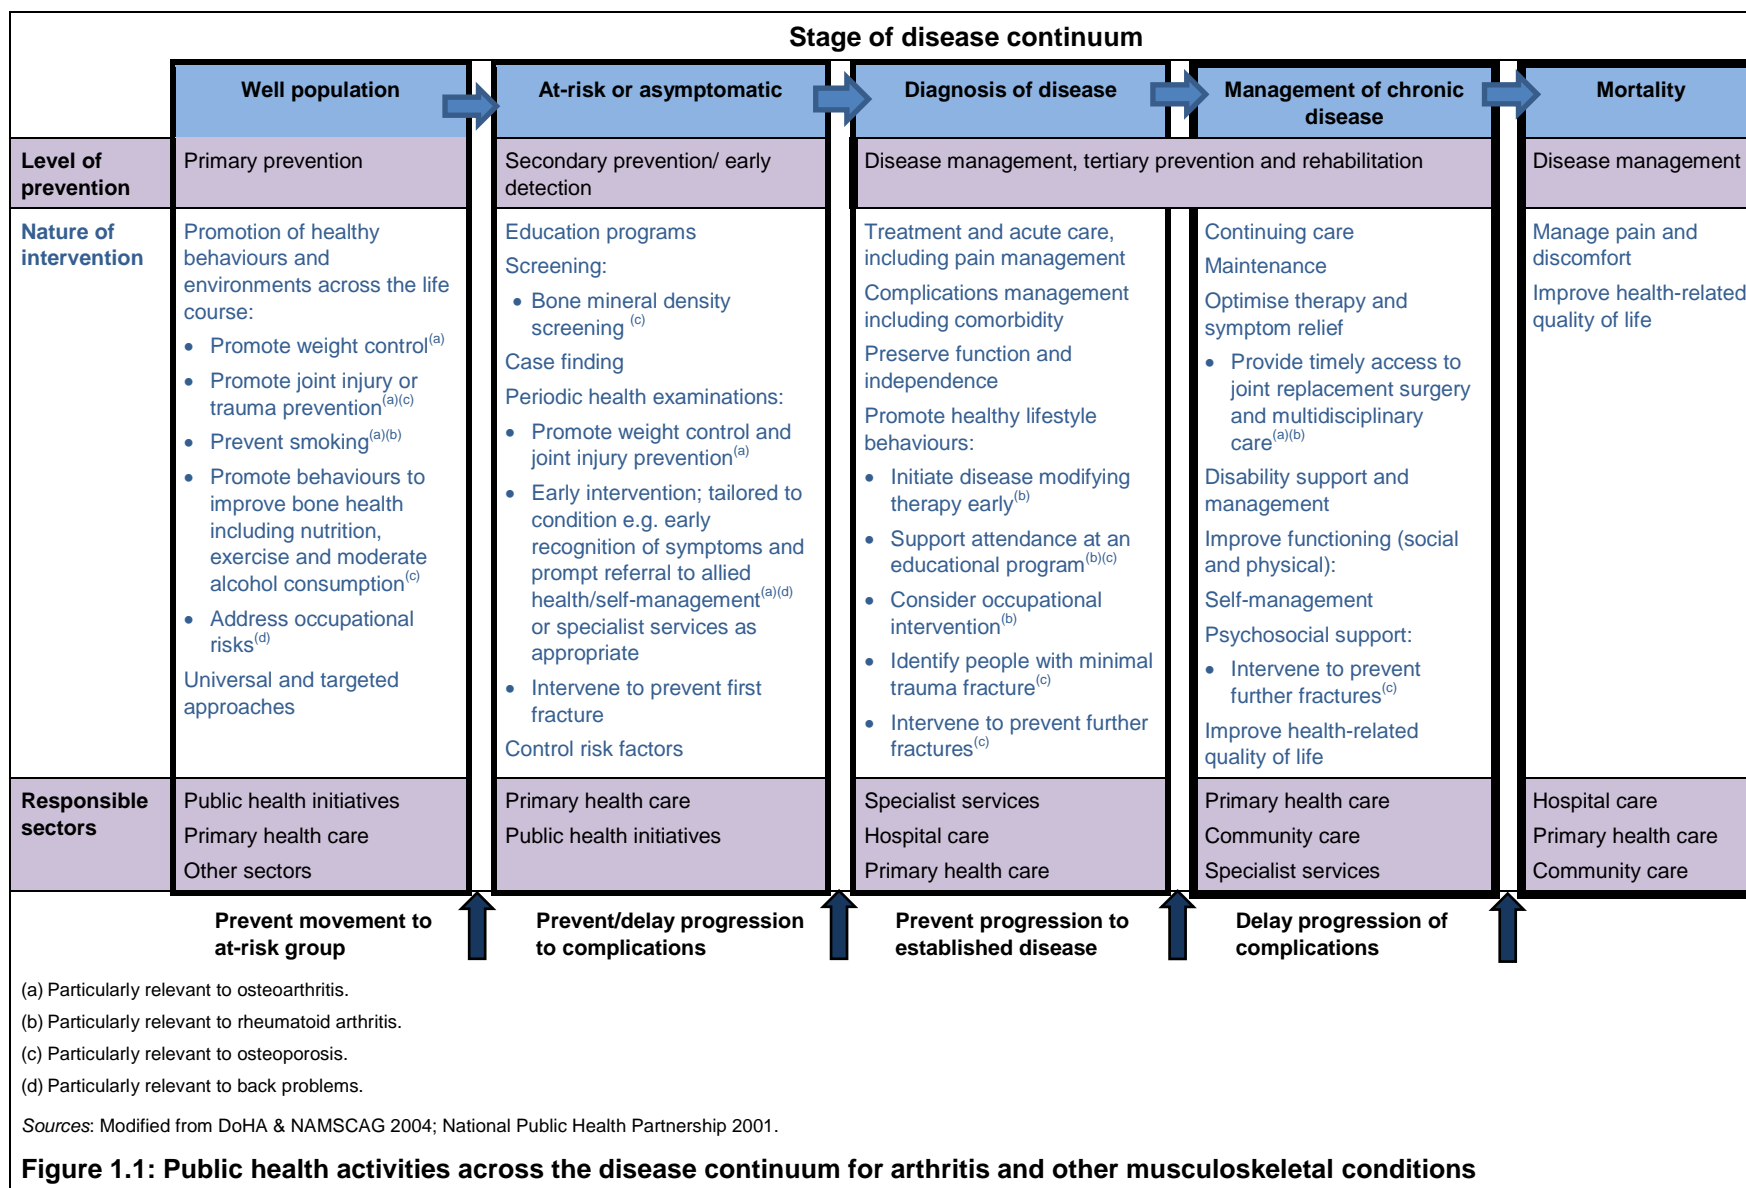 Stage of disease continuum
Well population
At-risk or asymptomatic
Diagnosis of disease
Management of chronic
disease
Mortality
Level of
prevention
Primary prevention
Secondary prevention/ early
detection
Disease management, tertiary prevention and rehabilitation
Disease management
Nature of
intervention
Promotion of healthy
behaviours and
environments across the life
course:
• Promote weight control(a)
• Promote joint injury or
trauma prevention(a)(c)
• Prevent smoking(a)(b)
• Promote behaviours to
improve bone health
including nutrition,
exercise and moderate
alcohol consumption(c)
• Address occupational
risks(d)
Universal and targeted
approaches
Education programs
Screening:
• Bone mineral density
screening (c)
Case finding
Periodic health examinations:
• Promote weight control and
joint injury prevention(a)
• Early intervention; tailored to
condition e.g. early
recognition of symptoms and
prompt referral to allied
health/self-management(a)(d)
or specialist services as
appropriate
• Intervene to prevent first
fracture
Control risk factors
Treatment and acute care,
including pain management
Complications management
including comorbidity
Preserve function and
independence
Promote healthy lifestyle
behaviours:
• Initiate disease modifying
therapy early(b)
• Support attendance at an
educational program(b)(c)
• Consider occupational
intervention(b)
• Identify people with minimal
trauma fracture(c)
• Intervene to prevent further
fractures(c)
Continuing care
Maintenance
Optimise therapy and
symptom relief
• Provide timely access to
joint replacement surgery
and multidisciplinary
care(a)(b)
Disability support and
management
Improve functioning (social
and physical):
Self-management
Psychosocial support:
• Intervene to prevent
further fractures(c)
Improve health-related
quality of life
Manage pain and
discomfort
Improve health-related
quality of life
Responsible
sectors
Public health initiatives
Primary health care
Other sectors
Primary health care
Public health initiatives
Specialist services
Hospital care
Primary health care
Primary health care
Community care
Specialist services
Hospital care
Primary health care
Community care
Prevent movement to
at-risk group
Prevent/delay progression
to complications
Prevent progression to
established disease
Delay progression of
complications
(a) Particularly relevant to osteoarthritis.
(b) Particularly relevant to rheumatoid arthritis.
(c) Particularly relevant to osteoporosis.
(d) Particularly relevant to back problems.
Sources: Modified from DoHA & NAMSCAG 2004; National Public Health Partnership 2001.
Figure 1.1: Public health activities across the disease continuum for arthritis and other musculoskeletal conditions